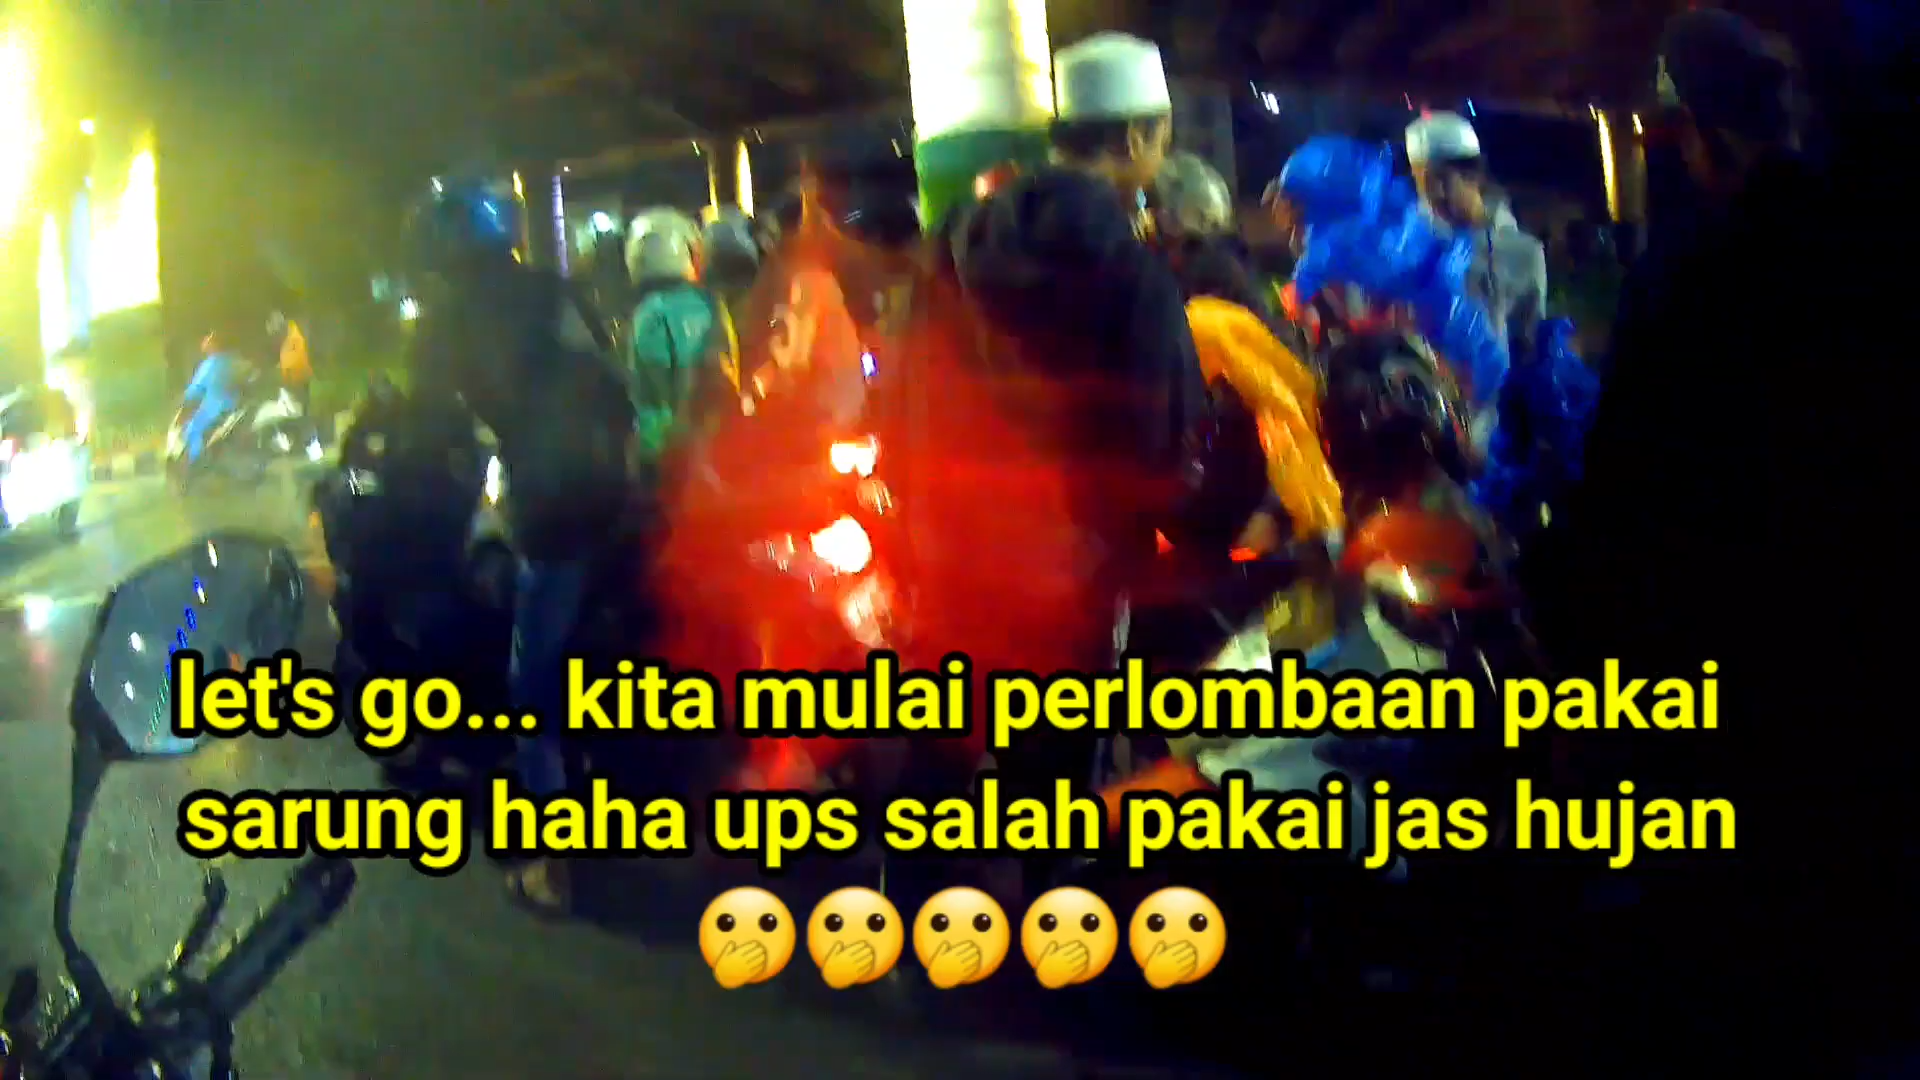 let's go... kita mulai perlombaan pakai
sarung haha ups salah pakai jas hujan
🫢🫢🫢🫢🫢